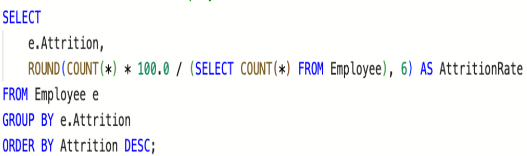 SELECT
e.Attrition,
ROUND(COUNT(*) * 100.0 / (SELECT COUNT(*) FROM Employee), 6) AS AttritionRate
FROM Employee e
GROUP BY e.Attrition
ORDER BY Attrition DESC;